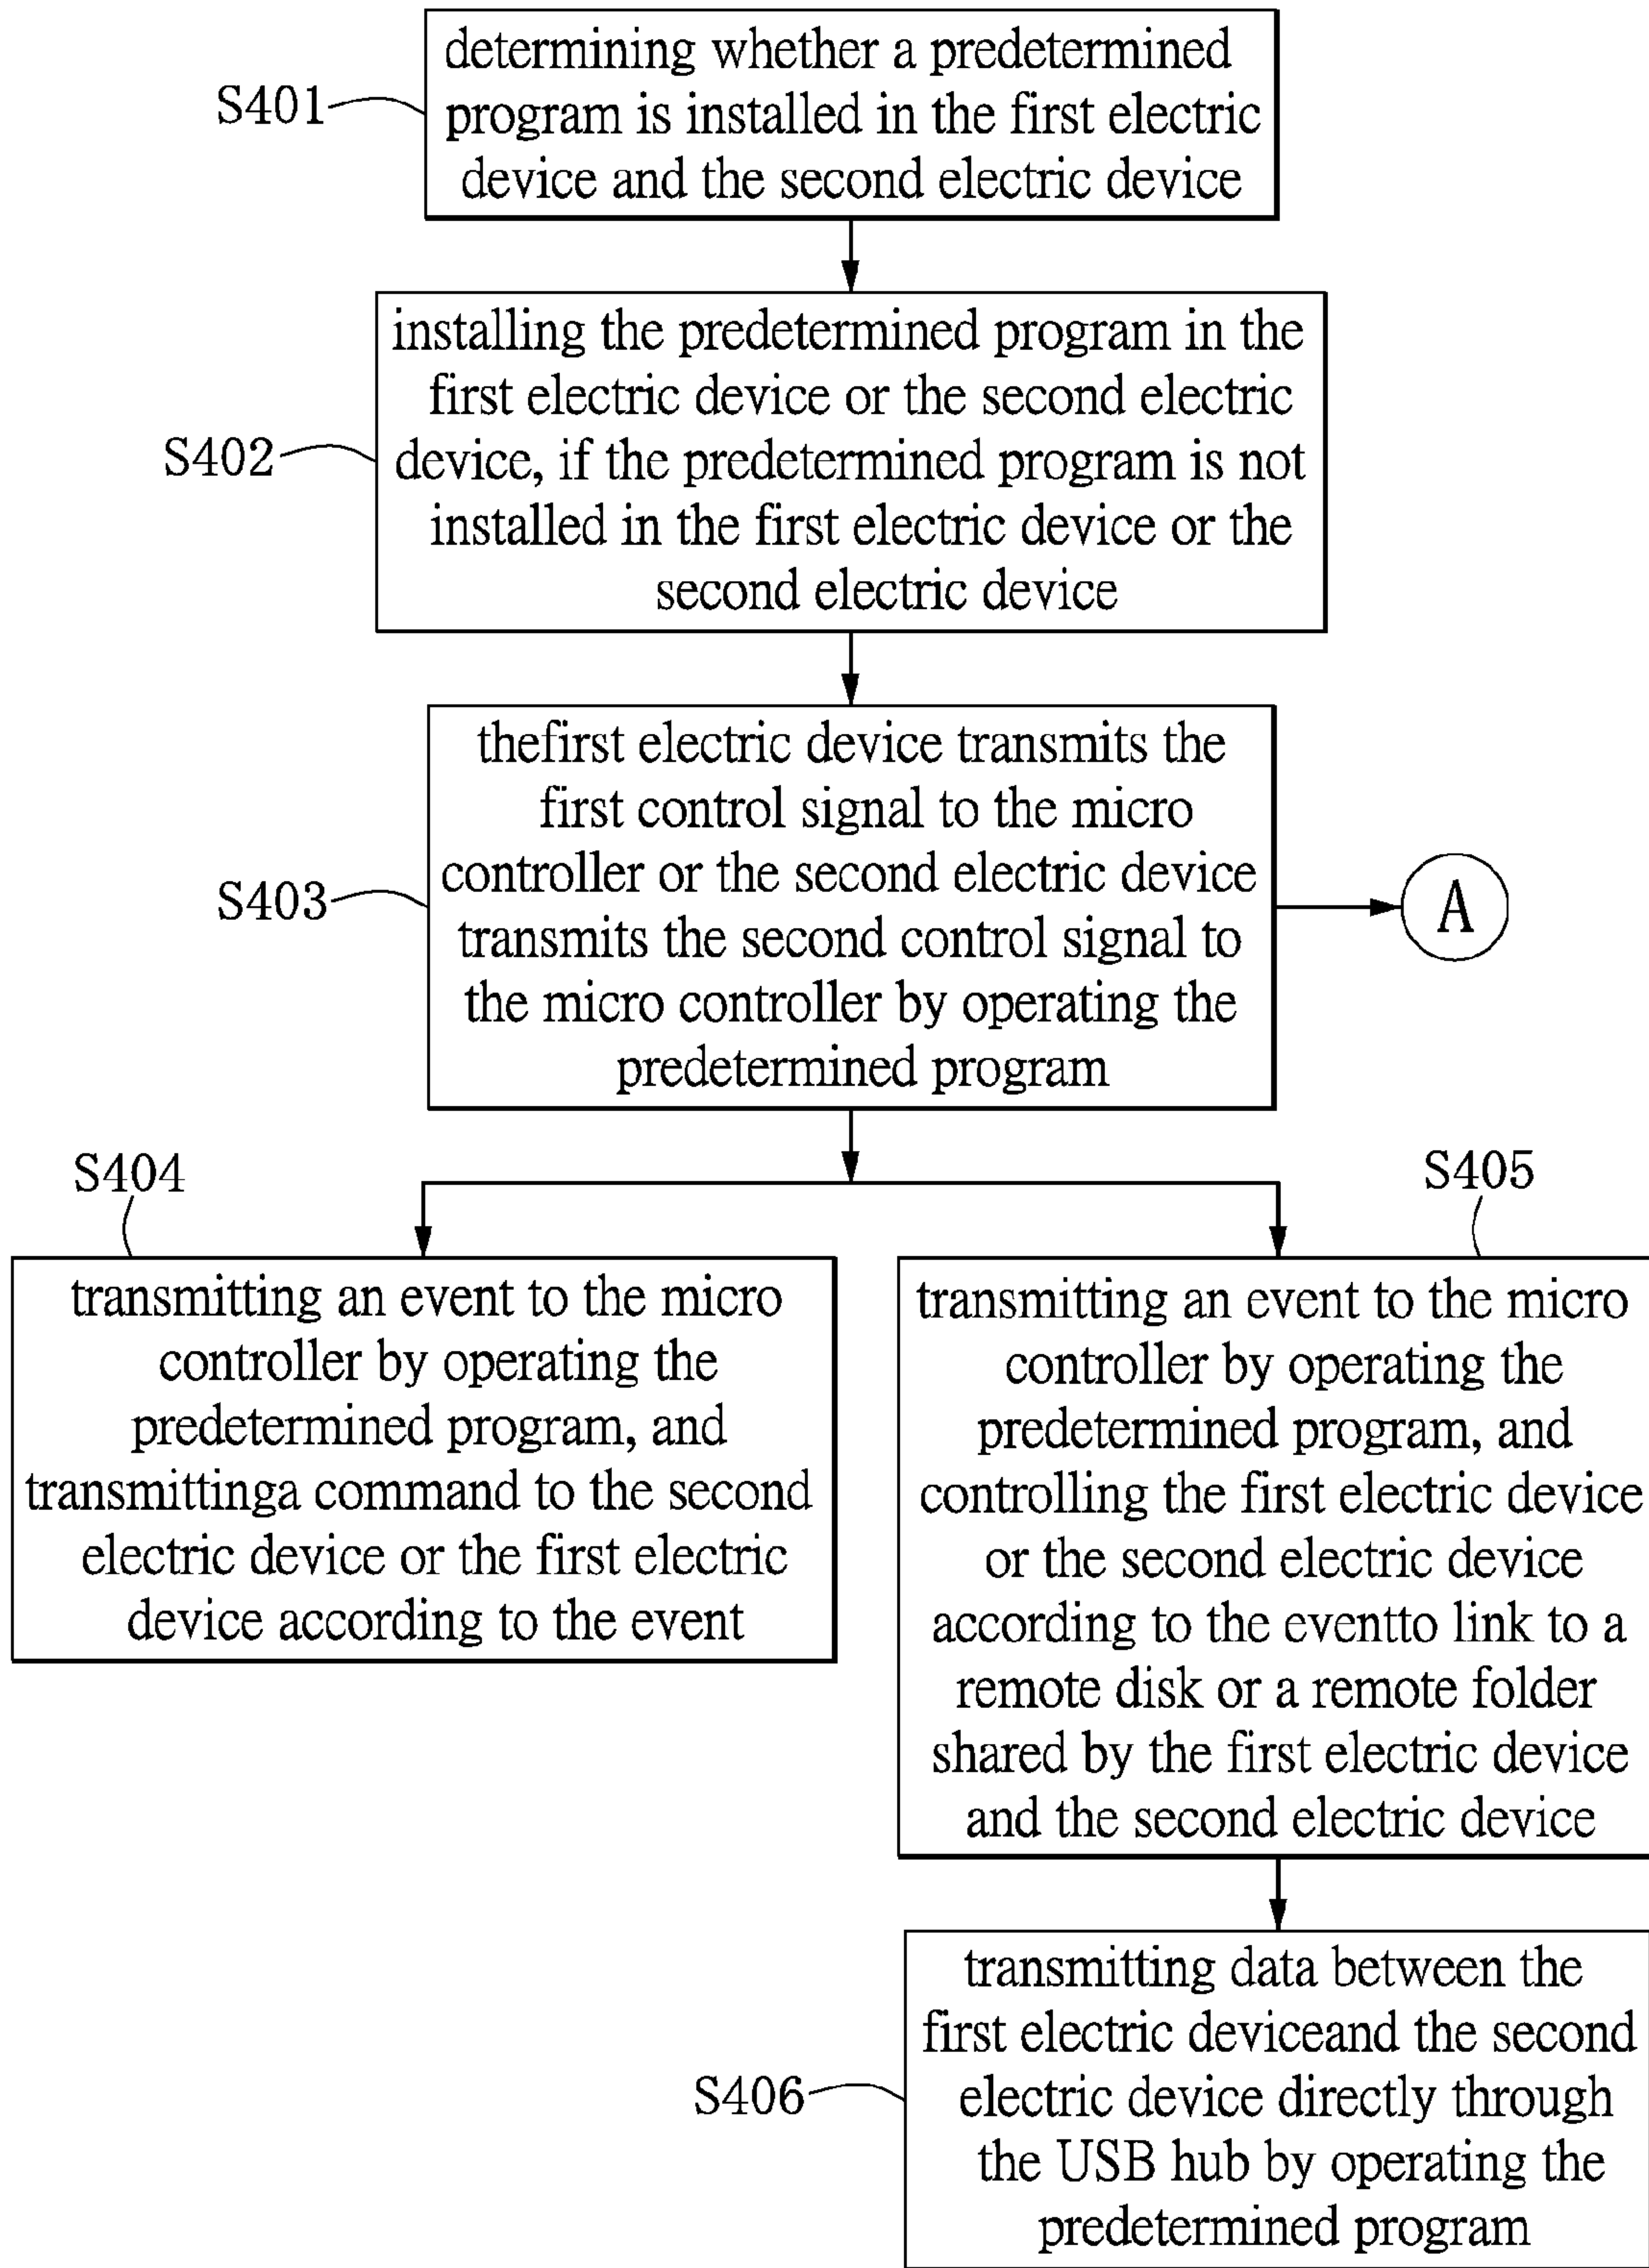 S401
determining whether a predetermined
program is installed in the first electric
device and the second electric device
S402
installing the predetermined program in the
first electric device or the second electric
device, if the predetermined program is not
installed in the first electric device or the
second electric device
S403
thefirst electric device transmits the
first control signal to the micro
controller or the second electric device
transmits the second control signal to
the micro controller by operating the
predetermined program
A
S404
transmitting an event to the micro
controller by operating the
predetermined program, and
transmittinga command to the second
electric device or the first electric
device according to the event
S405
transmitting an event to the micro
controller by operating the
predetermined program, and
controlling the first electric device
or the second electric device
according to the eventto link to a
remote disk or a remote folder
shared by the first electric device
and the second electric device
S406
transmitting data between the
first electric deviceand the second
electric device directly through
the USB hub by operating the
predetermined program